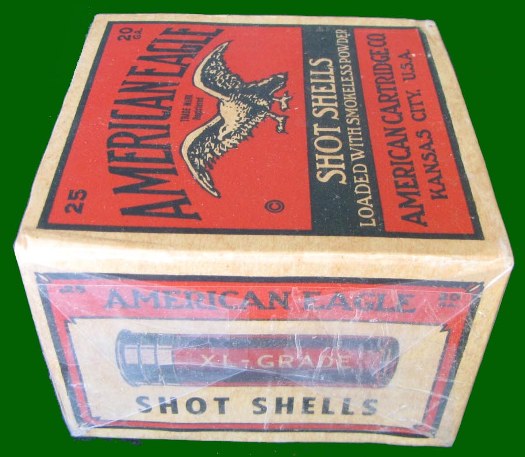 20
GA.
AMERICAN EAGLE
TRADE MARK
25
©
SHOT SHELLS
LOADED WITH SMOKELESS POWDER
AMERICAN CARTRIDGE CO.
KANSAS CITY, U.S.A.
AMERICAN EAGLE
XL-GRADE
SHOT SHELLS